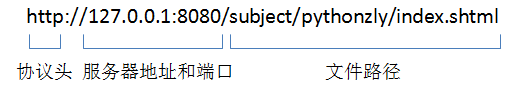 http://127.0.0.1:8080/subject/pythonzly/index.shtml
协议头 服务器地址和端口 文件路径